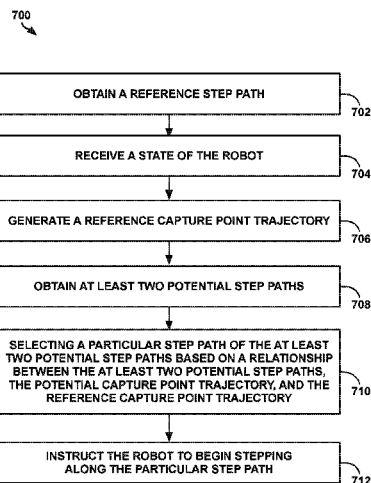 700
OBTAIN A REFERENCE STEP PATH
702
RECEIVE A STATE OF THE ROBOT
704
GENERATE A REFERENCE CAPTURE POINT TRAJECTORY
706
OBTAIN AT LEAST TWO POTENTIAL STEP PATHS
708
SELECTING A PARTICULAR STEP PATH OF THE AT LEAST
TWO POTENTIAL STEP PATHS BASED ON A RELATIONSHIP
BETWEEN THE AT LEAST TWO POTENTIAL STEP PATHS,
THE POTENTIAL CAPTURE POINT TRAJECTORY, AND THE
REFERENCE CAPTURE POINT TRAJECTORY
710
INSTRUCT THE ROBOT TO BEGIN STEPPING
ALONG THE PARTICULAR STEP PATH
712